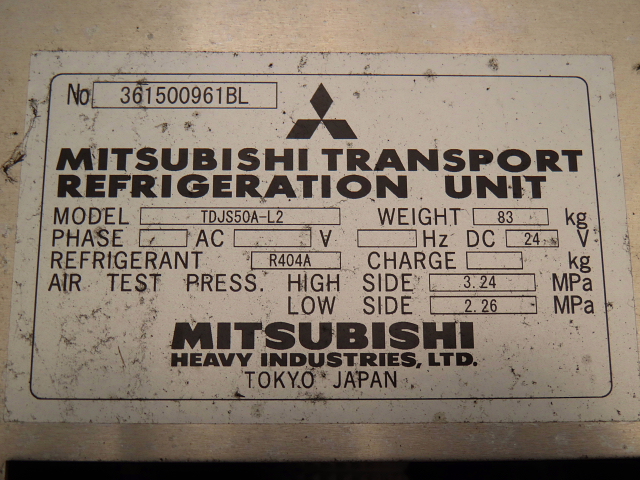 No 361500961BL
MITSUBISHI TRANSPORT
REFRIGERATION UNIT
MODEL TDJS50A-L2 WEIGHT 83 kg
PHASE AC V Hz DC 24 V
REFRIGERANT R404A CHARGE kg
AIR TEST PRESS. HIGH SIDE 3.24 MPa
LOW SIDE 2.26 MPa
MITSUBISHI
HEAVY INDUSTRIES, LTD.
TOKYO JAPAN